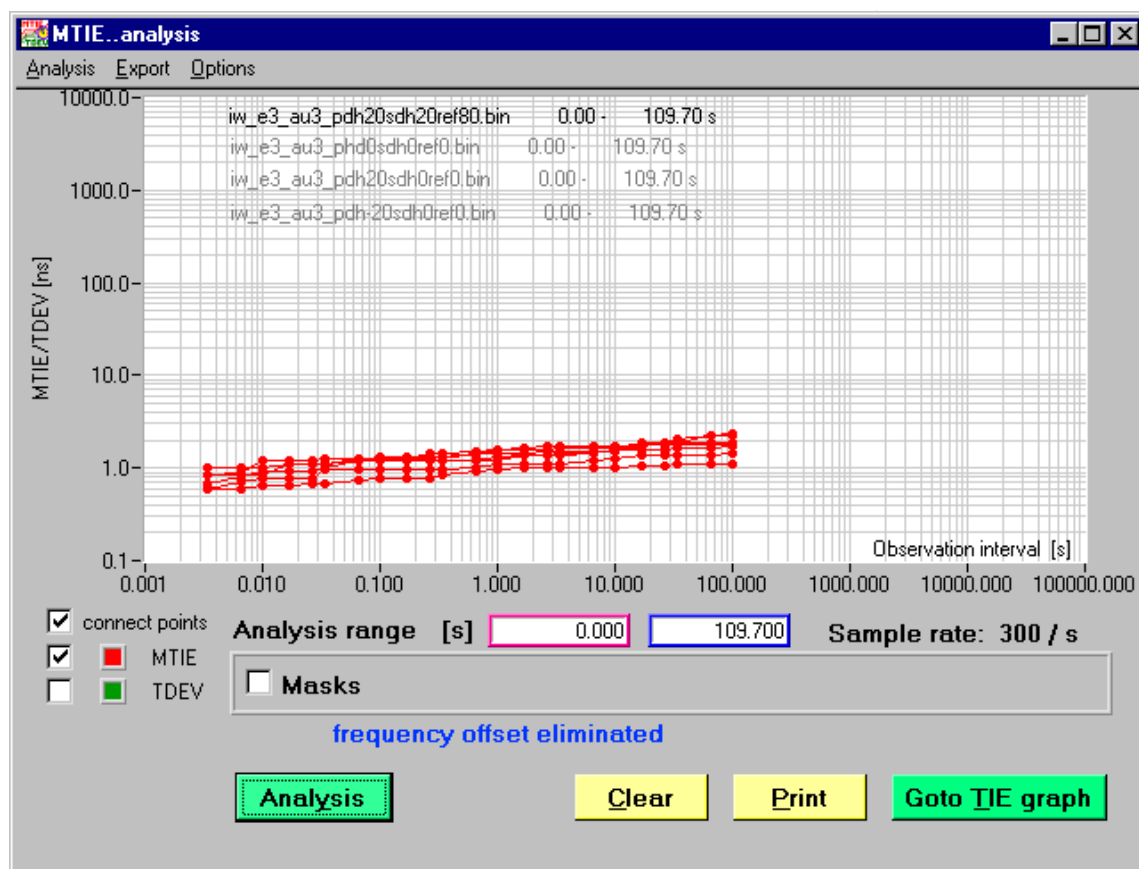 MTIE..analysis
Analysis Export Options
10000.0
iw_e3_au3_pdh20sdh20ref80.bin 0.00 - 109.70 s
iw_e3_au3_phd0sdh0ref0.bin 0.00 - 109.70 s
iw_e3_au3_pdh20sdh0ref0.bin 0.00 - 109.70 s
1000.0
iw_e3_au3_pdh-20sdh0ref0.bin 0.00 - 109.70 s
MTIE/TDEV [ns]
100.0
10.0
1.0
0.1
Observation interval [s]
0.001 0.010 0.100 1.000 10.000 100.000 1000.000 10000.000 100000.000
connect points
Analysis range [s] 0.000 109.700 Sample rate: 300 / s
MTIE
TDEV
Masks
frequency offset eliminated
Analysis Clear Print Goto TIE graph